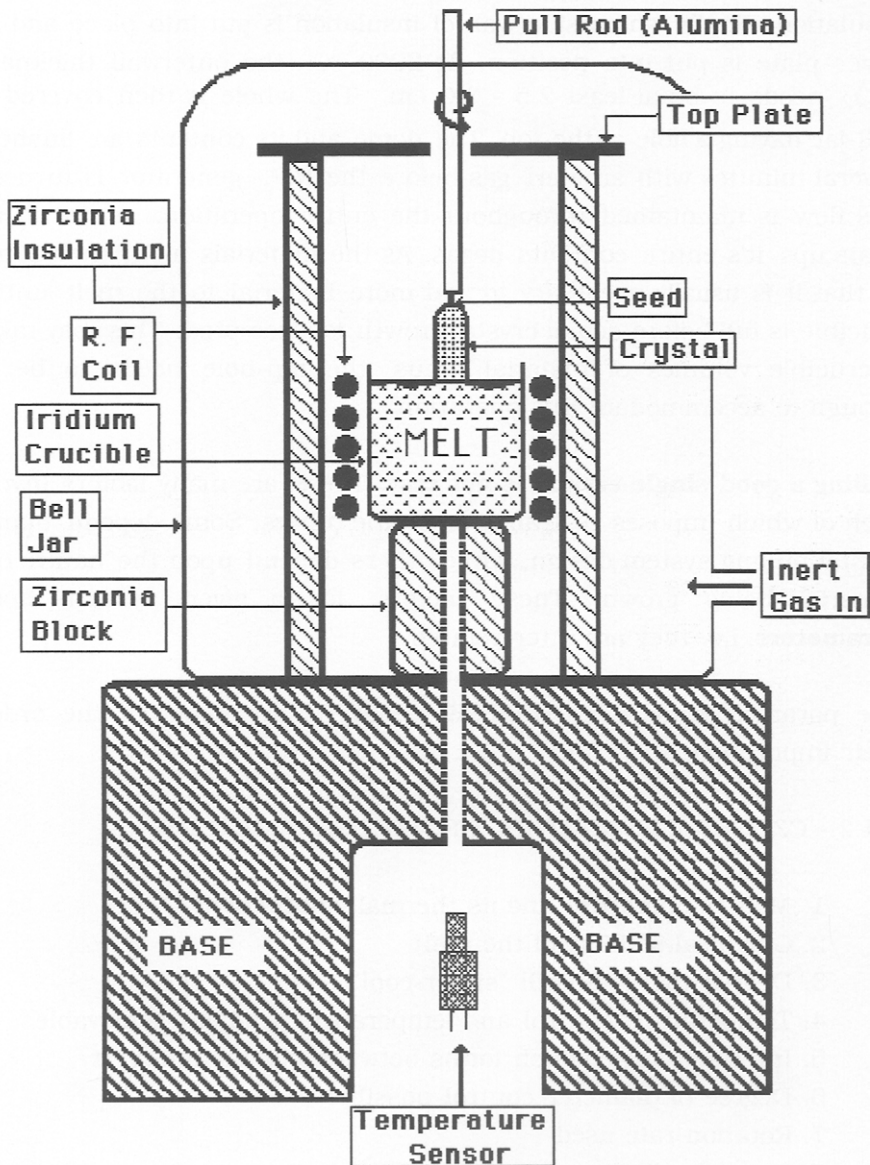 Pull Rod (Alumina)
Top Plate
Zirconia
Insulation
Seed
R. F.
Coil
Crystal
Iridium
Crucible
MELT
Bell
Jar
Inert
Gas In
Zirconia
Block
BASE
BASE
Temperature
Sensor